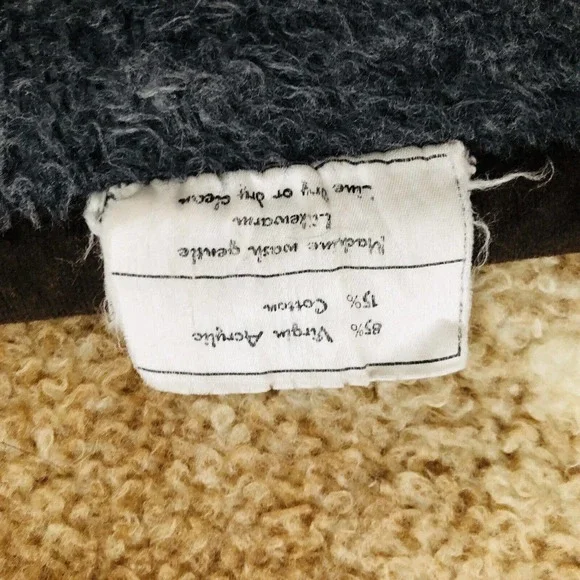 85% Virgin Acrylic
15% Cotton
Machine wash gentle
Lukewarm
Line dry or dry clean